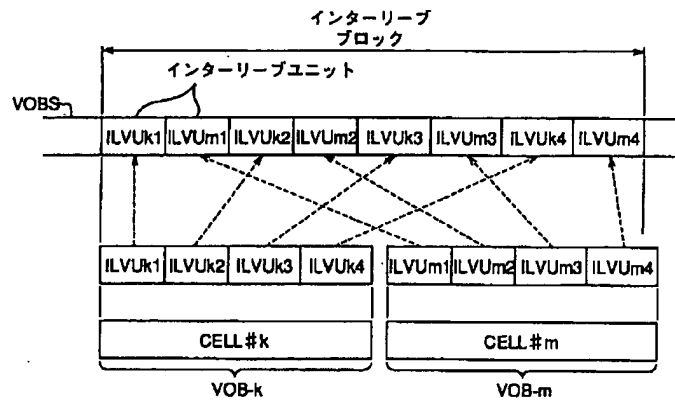 インターリーブ
ブロック
インターリーブユニット
VOBS
ILVUk1 ILVUm1 ILVUk2 ILVUm2 ILVUk3 ILVUm3 ILVUk4 ILVUm4
ILVUk1 ILVUk2 ILVUk3 ILVUk4 ILVUm1 ILVUm2 ILVUm3 ILVUm4
CELL#k CELL#m
VOB-k VOB-m